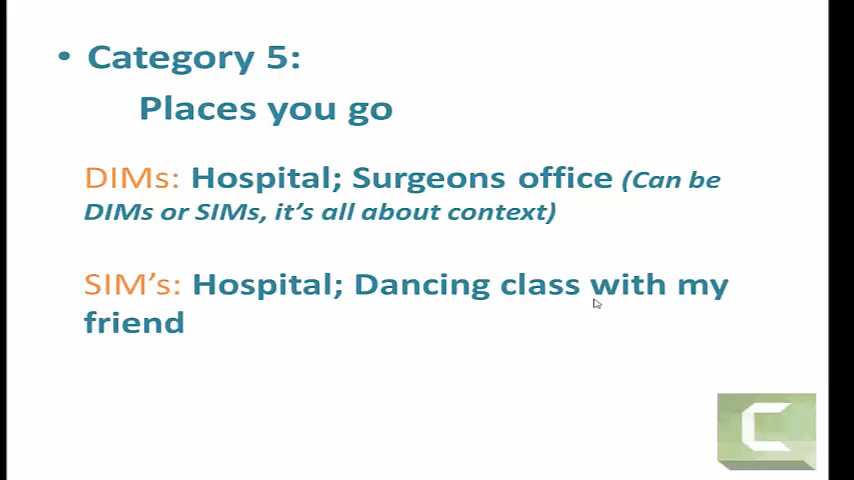 • Category 5:
Places you go
DIMs: Hospital; Surgeons office (Can be
DIMs or SIMs, it's all about context)
SIM's: Hospital; Dancing class with my
friend
C